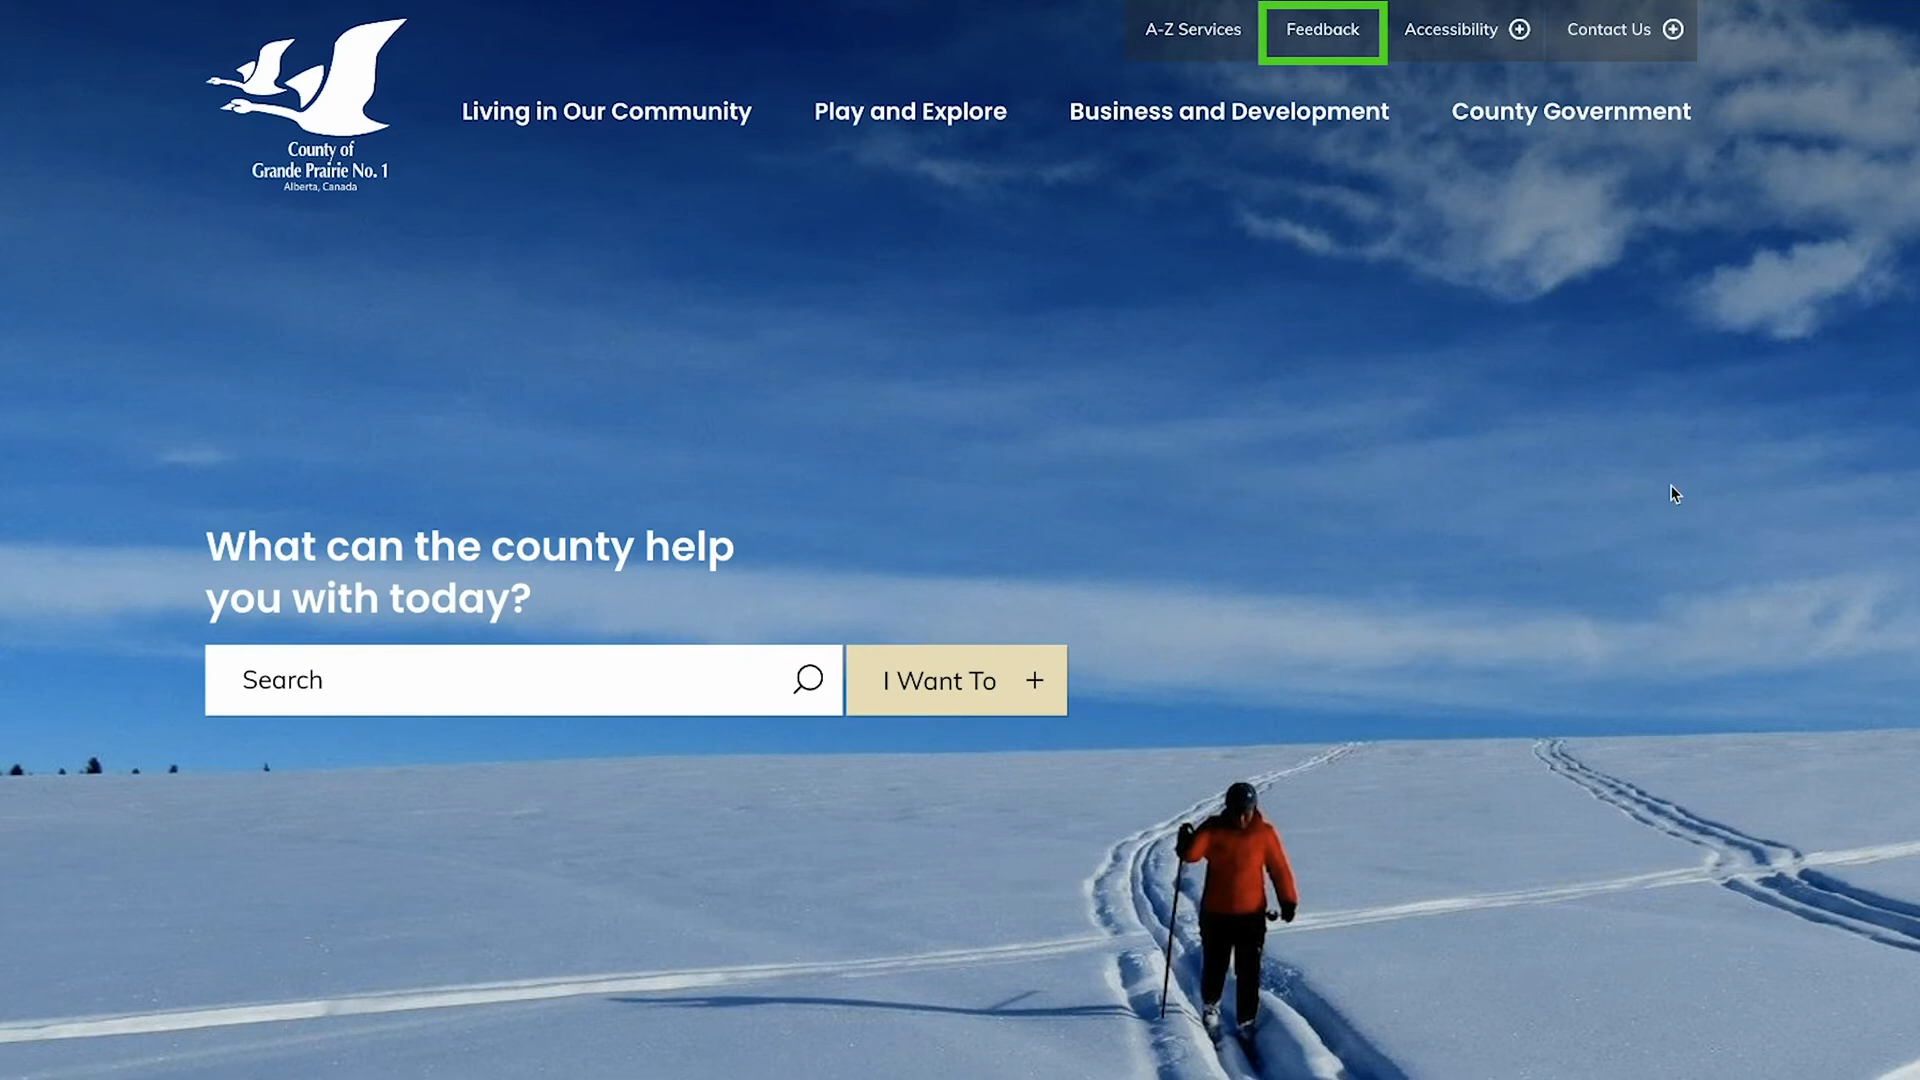 A-Z Services
Feedback
Accessibility
Contact Us
Living in Our Community
Play and Explore
Business and Development
County Government
County of
Grande Prairie No. 1
Alberta, Canada
What can the county help
you with today?
Search
I Want To +